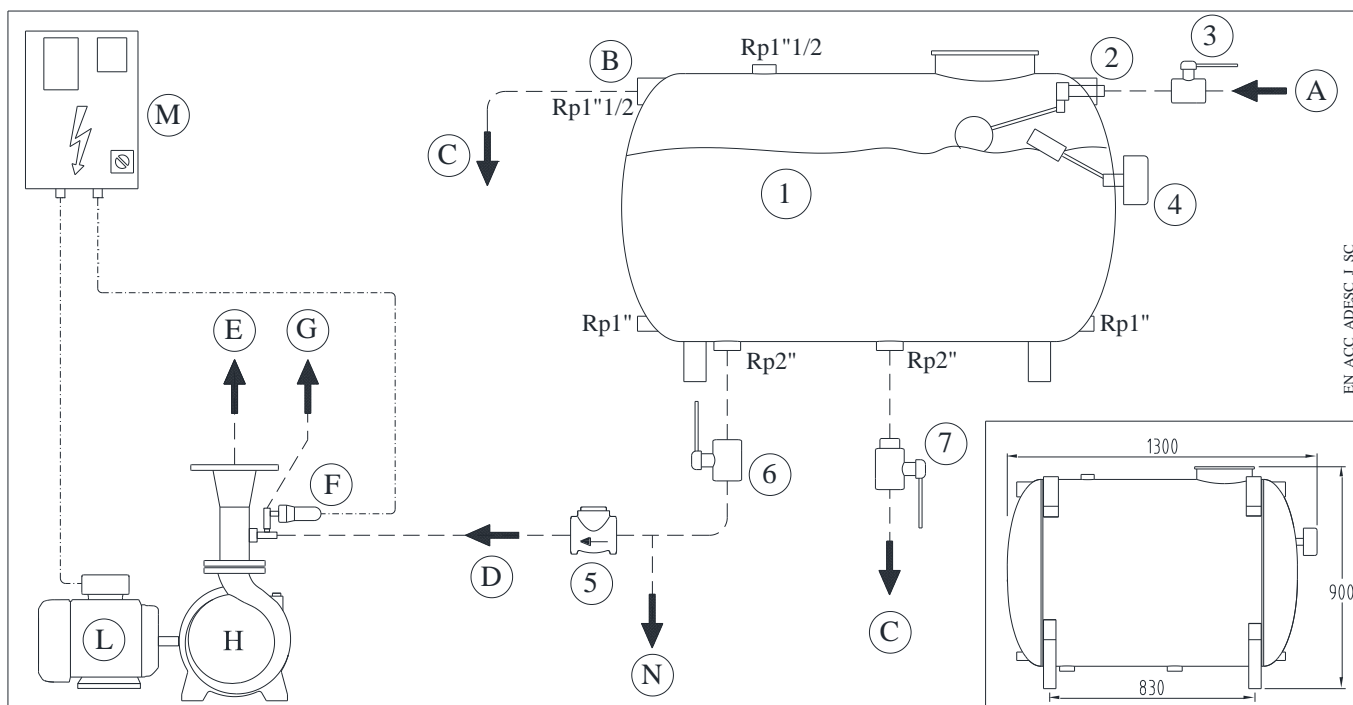 Rp1"1/2
3
B
2
A
M
Rp1"1/2
C
1
4
EN_ACC_ADESC_J_SC
Rp1"
Rp1"
E
G
Rp2"
Rp2"
7
6
1300
F
D
5
900
C
L
H
N
830